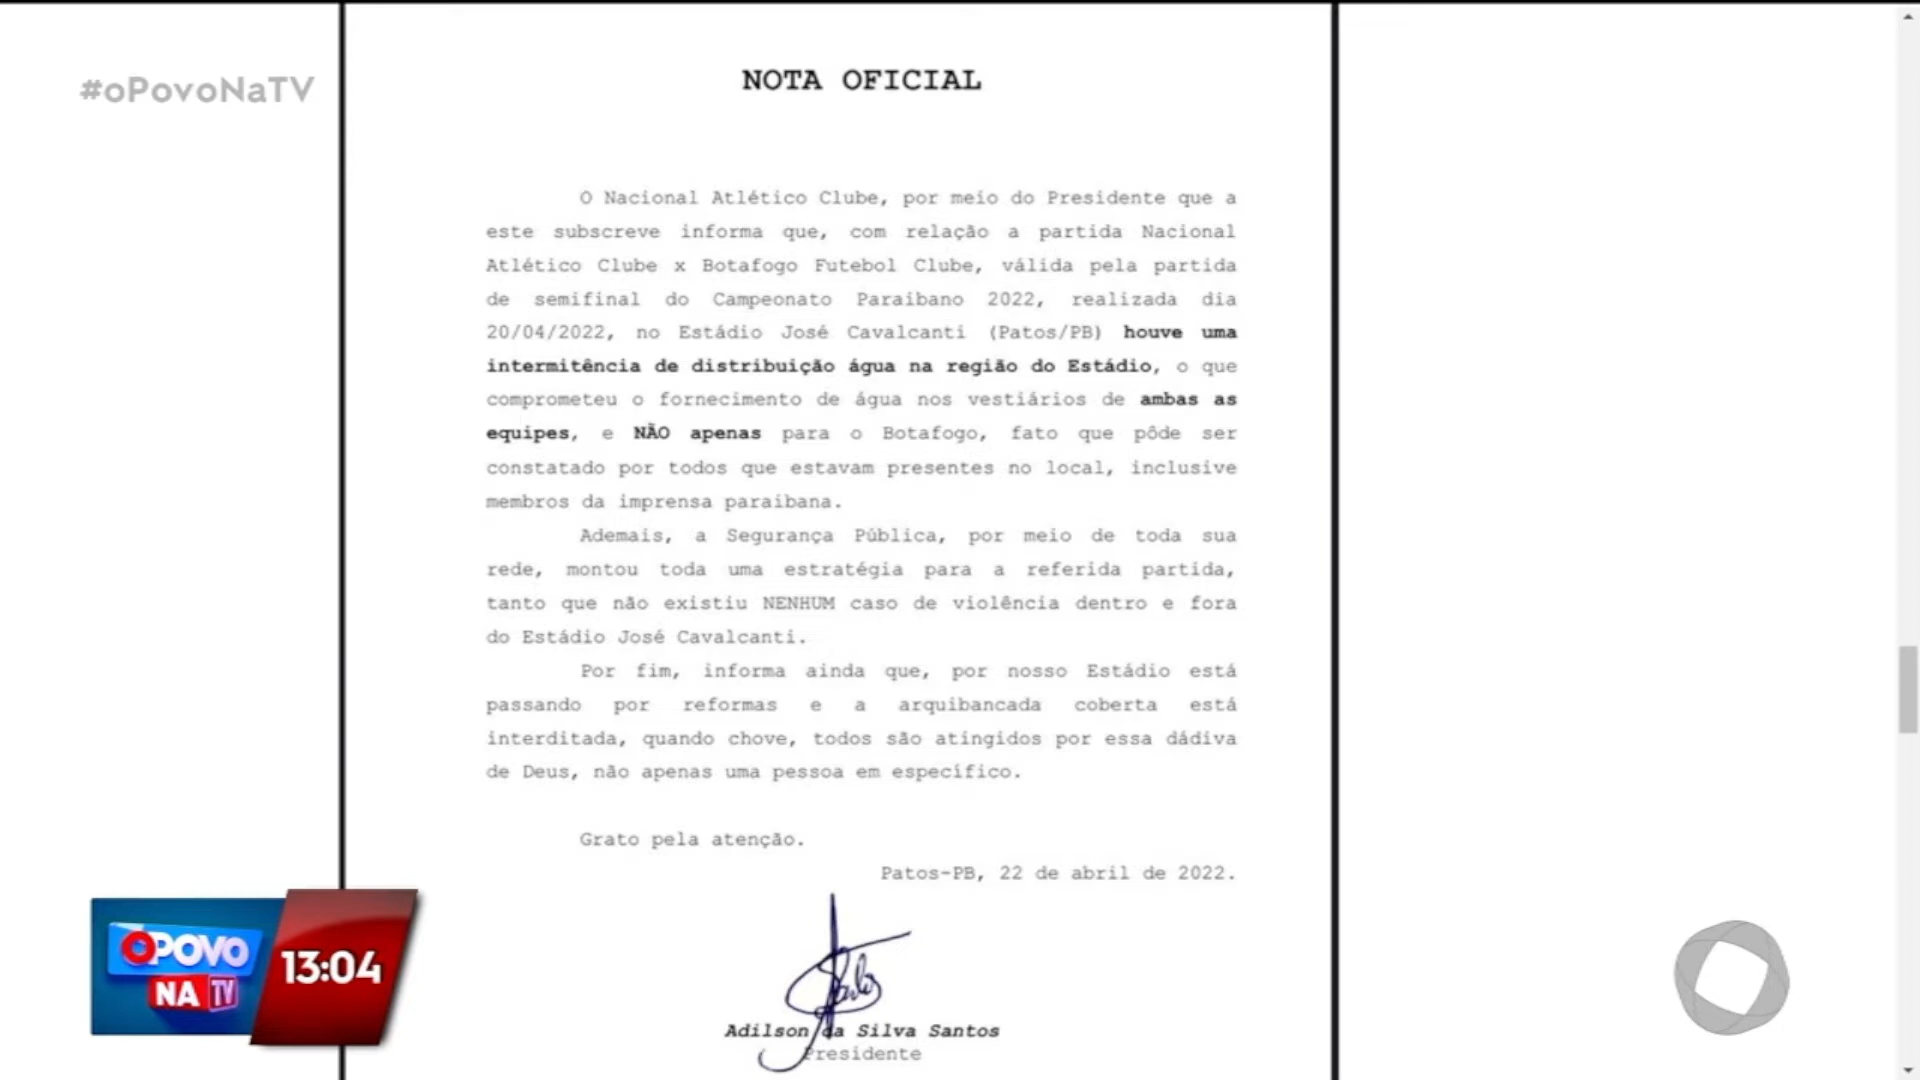 #oPovoNaTV
NOTA OFICIAL
O Nacional Atlético Clube, por meio do Presidente que a
este subscreve informa que, com relação a partida Nacional
Atlético Clube x Botafogo Futebol Clube, válida pela partida
de semifinal do Campeonato Paraibano 2022, realizada dia
20/04/2022, no Estádio José Cavalcanti (Patos/PB) houve uma
intermitência de distribuição água na região do Estádio, o que
comprometeu o fornecimento de água nos vestiários de ambas as
equipes, e NÃO apenas para o Botafogo, fato que pôde ser
constatado por todos que estavam presentes no local, inclusive
membros da imprensa paraibana.
Ademais, a Segurança Pública, por meio de toda sua
rede, montou toda uma estratégia para a referida partida,
tanto que não existiu NENHUM caso de violência dentro e fora
do Estádio José Cavalcanti.
Por fim, informa ainda que, por nosso Estádio está
passando por reformas e a arquibancada coberta está
interditada, quando chove, todos são atingidos por essa dádiva
de Deus, não apenas uma pessoa em específico.
Grato pela atenção.
Patos-PB, 22 de abril de 2022.
Adilson da Silva Santos
Presidente
O POVO
NA TV
13:04